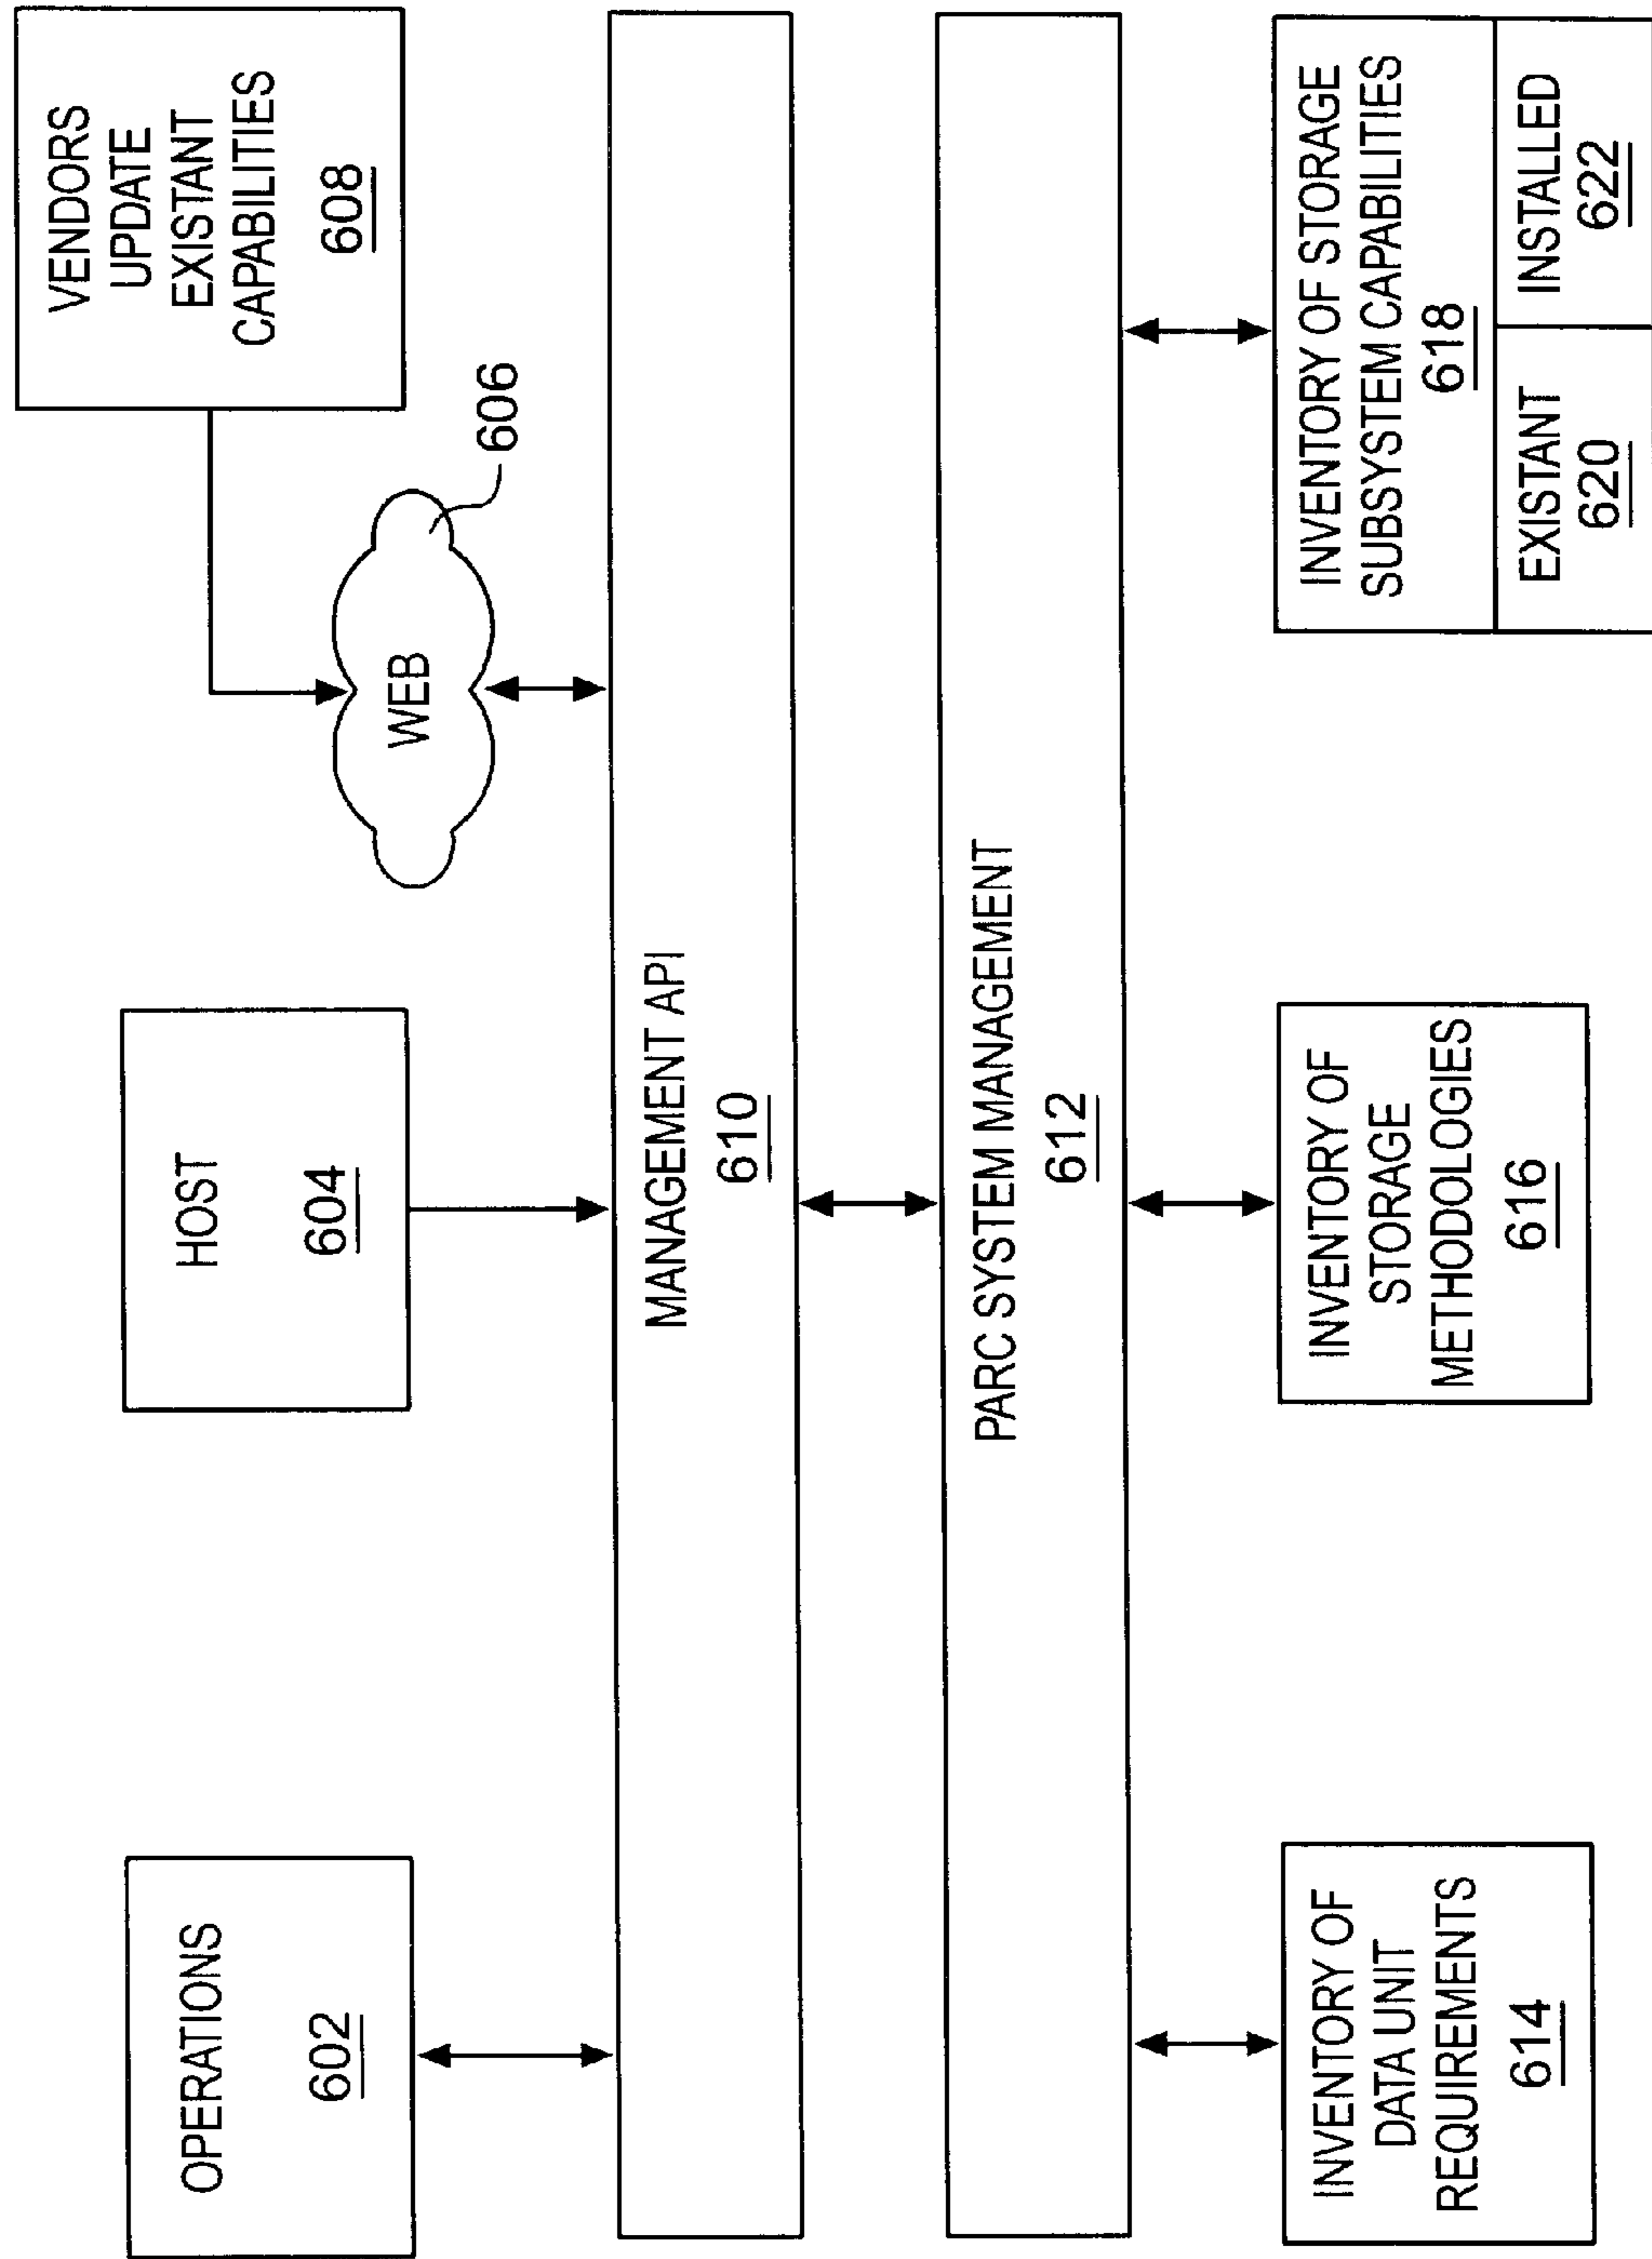 OPERATIONS
602
HOST
604
VENDORS
UPDATE
EXISTANT
CAPABILITIES
608
WEB
606
MANAGEMENT API
610
PARC SYSTEM MANAGEMENT
612
INVENTORY OF
DATA UNIT
REQUIREMENTS
614
INVENTORY OF
STORAGE
METHODOLOGIES
616
INVENTORY OF STORAGE
SUBSYSTEM CAPABILITIES
618
EXISTANT
620
INSTALLED
622